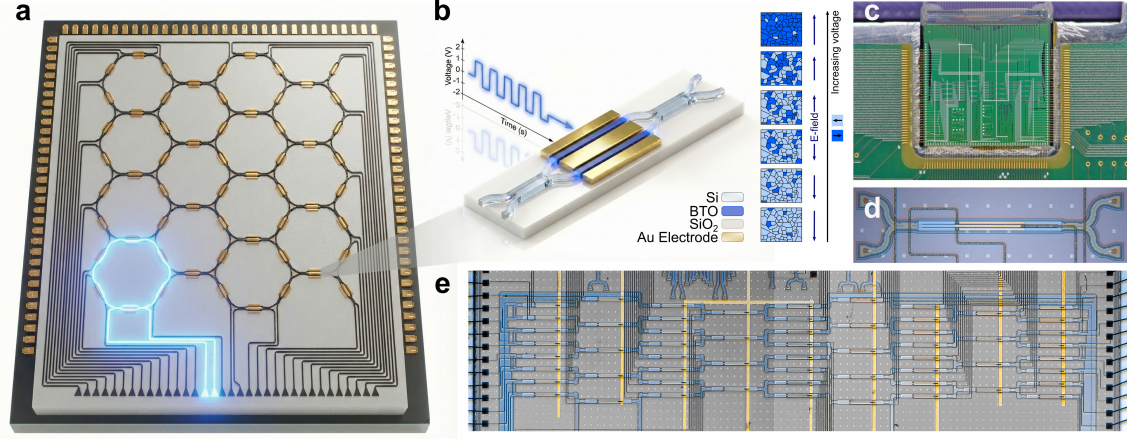 a
b
Voltage (V)
2
1
0
-1
-2
Time (s)
Si
BTO
SiO₂
Au Electrode
E-field
Increasing voltage
c
d
e